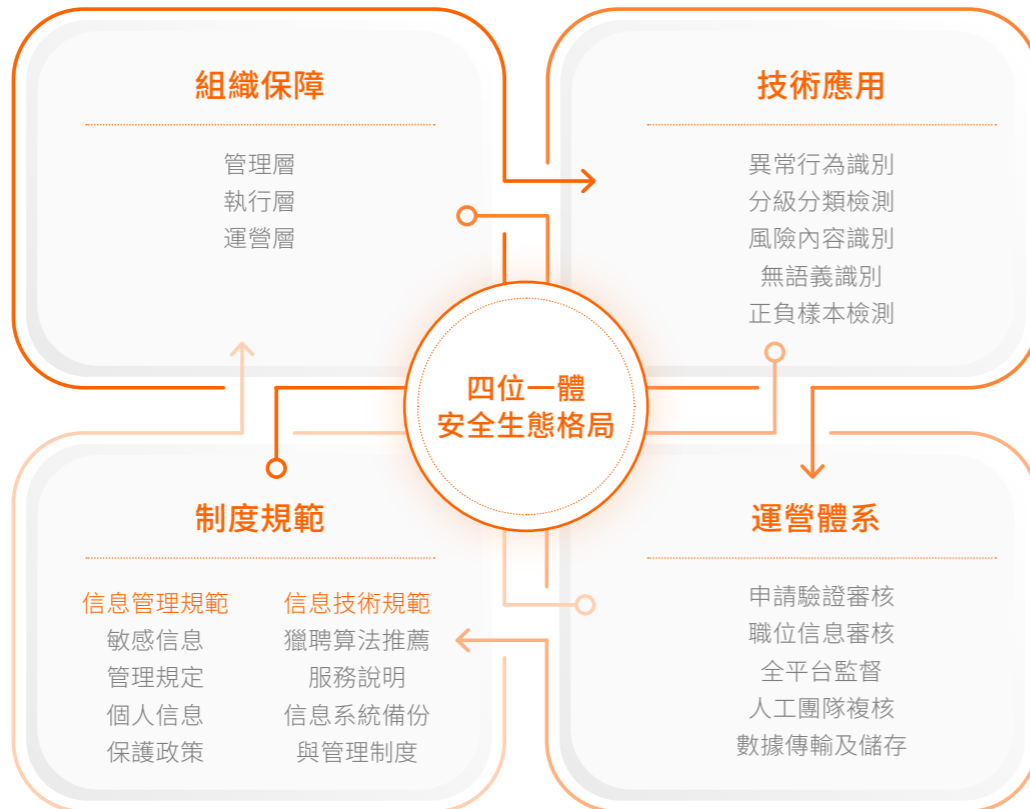 組織保障
管理層
執行層
運營層
技術應用
異常行為識別
分級分類檢測
風險內容識別
無語義識別
正負樣本檢測
四位一體
安全生態格局
制度規範
信息管理規範
敏感信息
管理規定
個人信息
保護政策
信息技術規範
獵聘算法推薦
服務說明
信息系統備份
與管理制度
運營體系
申請驗證審核
職位信息審核
全平台監督
人工團隊複核
數據傳輸及儲存